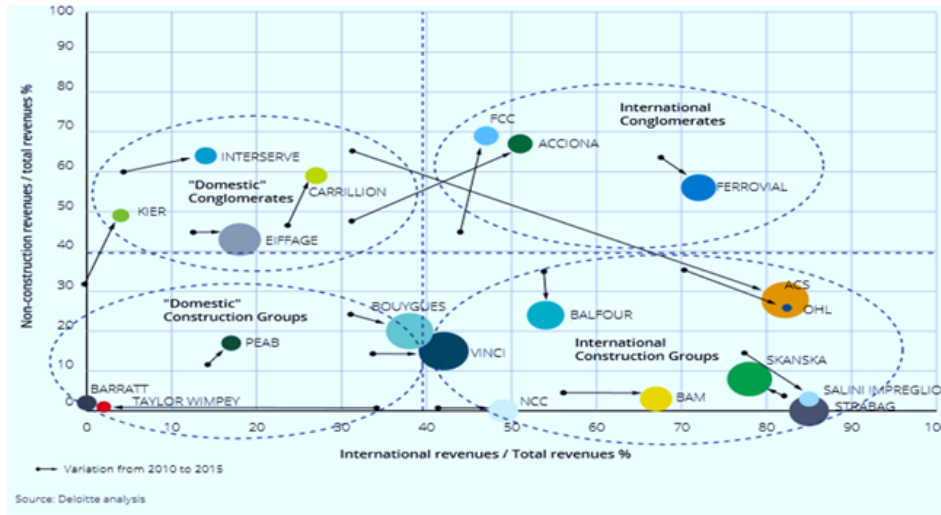 100
90
80
70
60
50
40
30
20
10
0
Non-construction revenues / total revenues %
FCC
International
Conglomerates
ACCIONA
INTERSERVE
"Domestic"
Conglomerates
CARRILLION
FERROVIAL
KIER
EIFFAGE
"Domestic"
Construction Groups
BOUYGUES
ACS
OHL
BALFOUR
PEAB
VINCI
International
Construction Groups
SKANSKA
BARRATT
TAYLOR WIMPEY
NCC
BAM
SALINI IMPREGLIO
STRABAG
0 10 20 30 40 50 60 70 80 90 100
International revenues / Total revenues %
Variation from 2010 to 2015
Source: Deloitte analysis